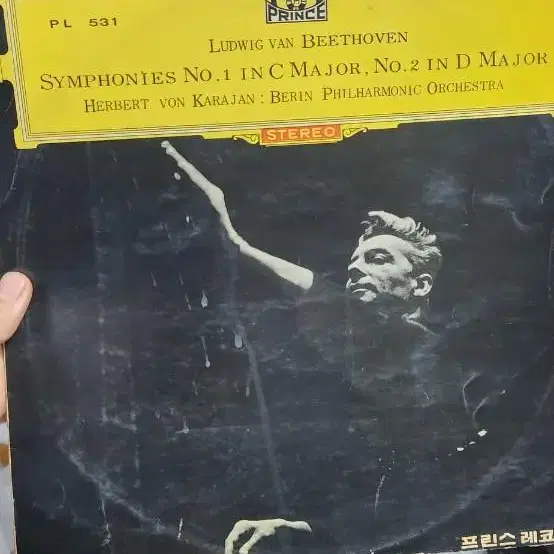 PRINCE
PL 531
LUDWIG VAN BEETHOVEN
SYMPHONIES NO.1 IN C MAJOR, NO.2 IN D MAJOR
HERBERT VON KARAJAN : BERIN PHILHARMONIC ORCHESTRA
STEREO
프린스 레코